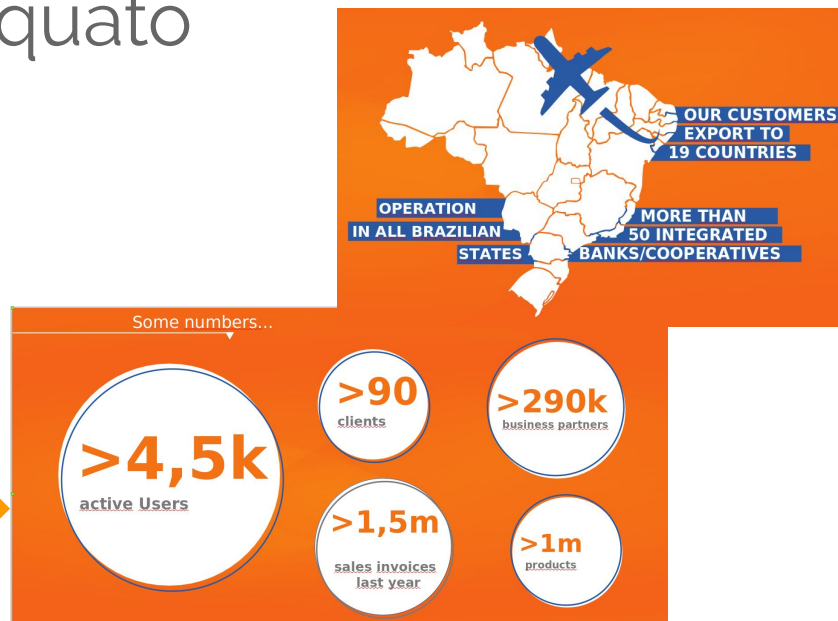 quato
OUR CUSTOMERS
EXPORT TO
19 COUNTRIES
OPERATION
IN ALL BRAZILIAN
STATES
MORE THAN
50 INTEGRATED
BANKS/COOPERATIVES
Some numbers...
>4,5k
active Users
>90
clients
>290k
business partners
>1,5m
sales invoices
last year
>1m
products